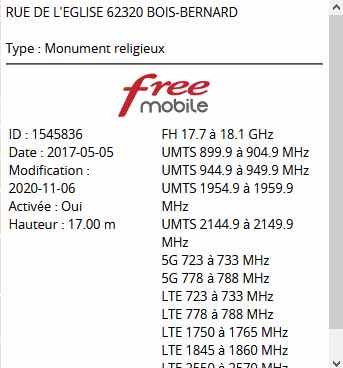 RUE DE L'EGLISE 62320 BOIS-BERNARD
Type : Monument religieux
free
mobile
ID : 1545836
Date : 2017-05-05
Modification :
2020-11-06
Activée : Oui
Hauteur : 17.00 m
FH 17.7 à 18.1 GHz
UMTS 899.9 à 904.9 MHz
UMTS 944.9 à 949.9 MHz
UMTS 1954.9 à 1959.9
MHz
UMTS 2144.9 à 2149.9
MHz
5G 723 à 733 MHz
5G 778 à 788 MHz
LTE 723 à 733 MHz
LTE 778 à 788 MHz
LTE 1750 à 1765 MHz
LTE 1845 à 1860 MHz
LTE 2550 à 2570 MHz